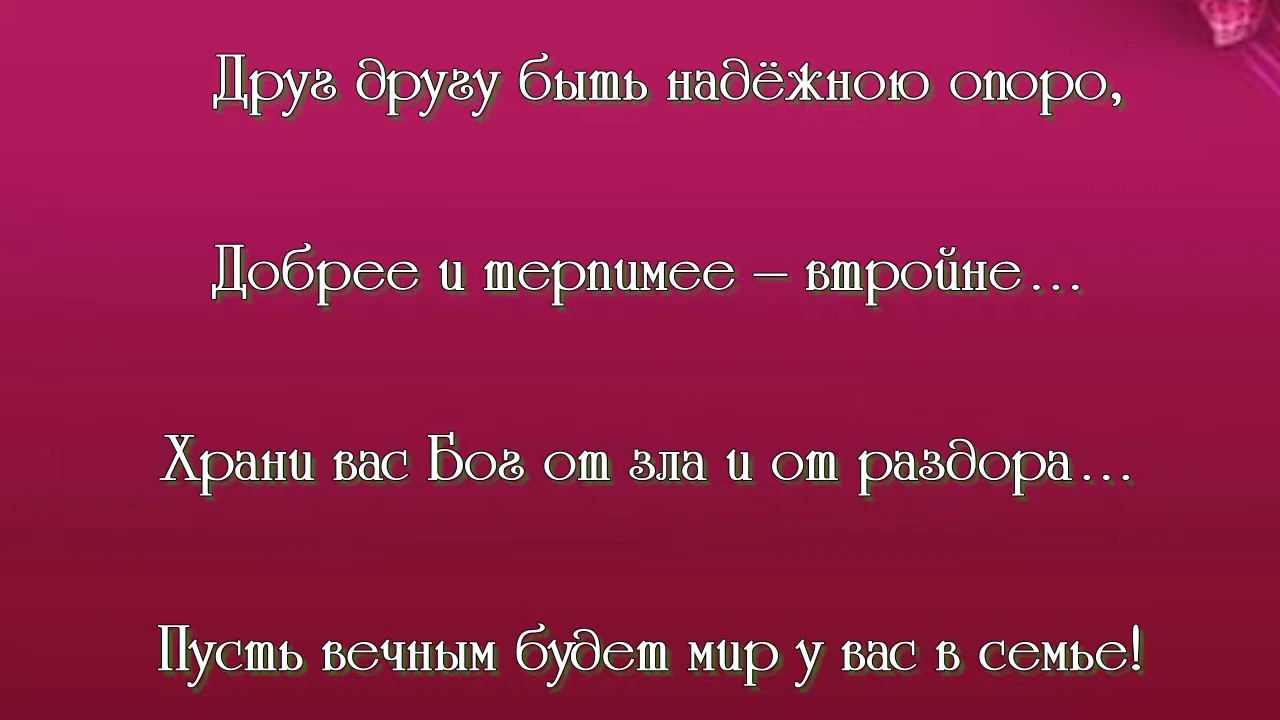 Друг другу быть надёжною опоро,
Добрее и терпимее – втройне…
Храни вас Бог от зла и от раздора…
Пусть вечным будет мир у вас в семье!